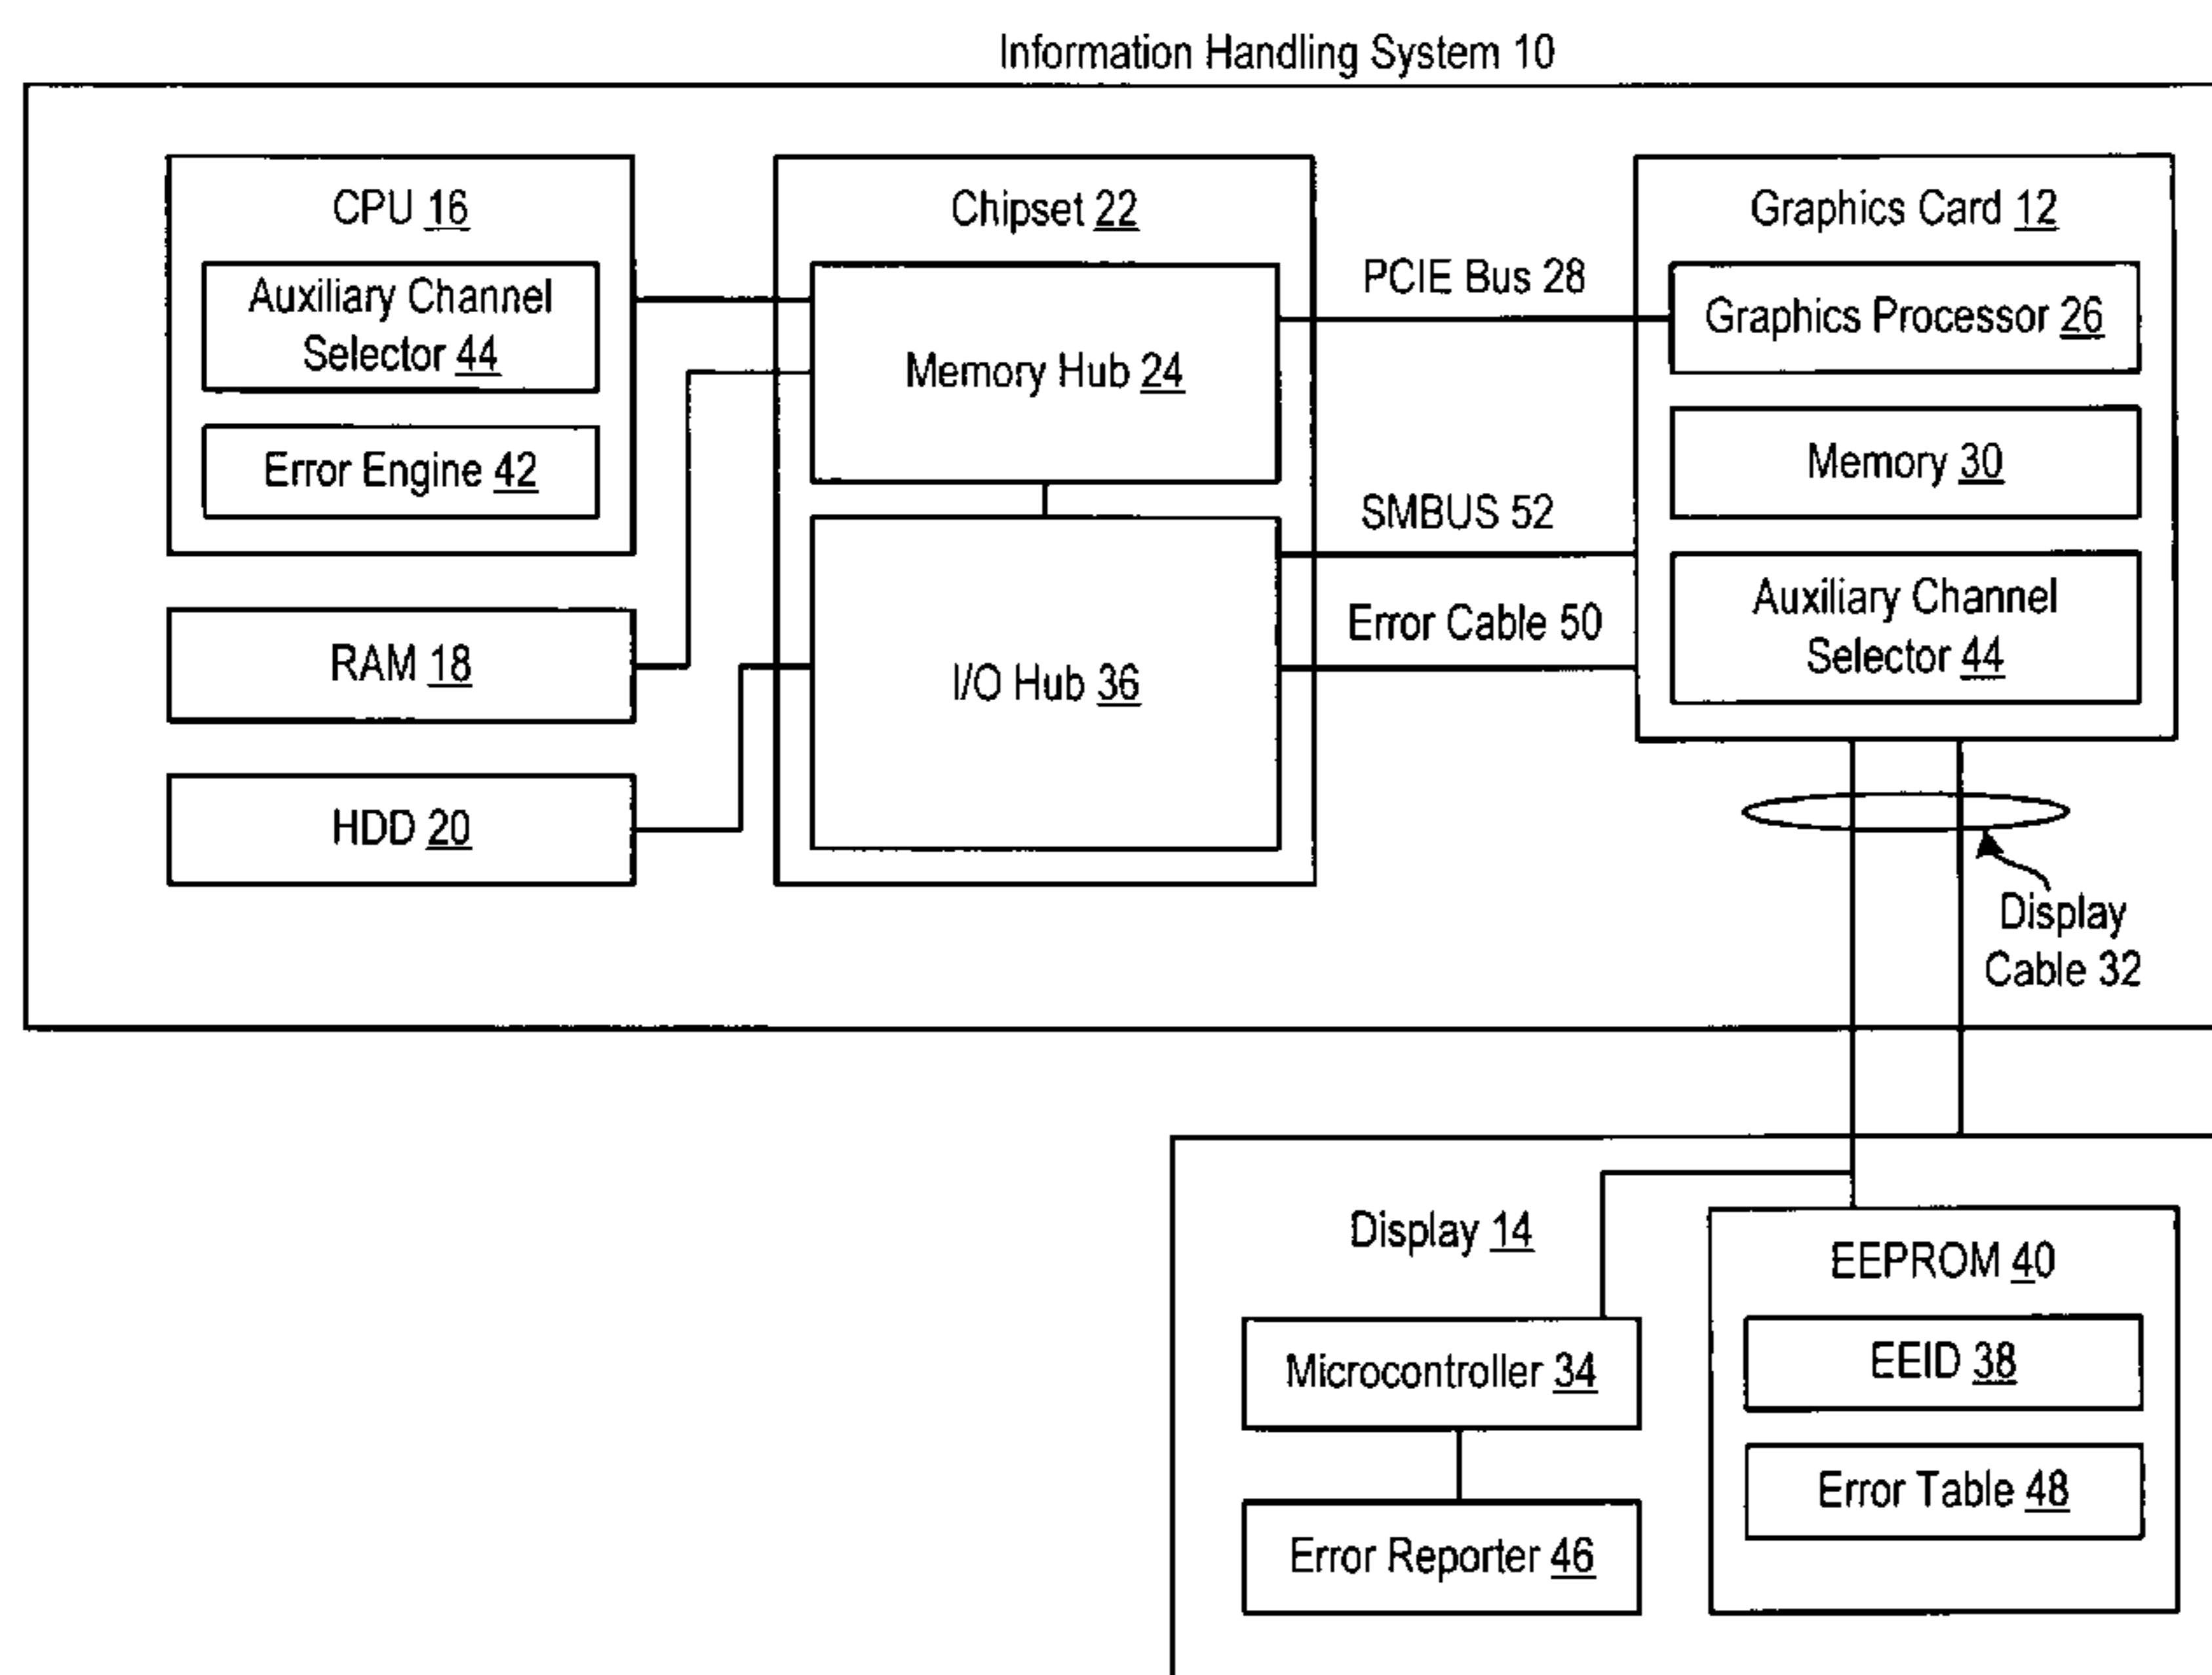 Information Handling System 10
CPU 16
Auxiliary Channel
Selector 44
Error Engine 42
RAM 18
HDD 20
Chipset 22
Memory Hub 24
I/O Hub 36
PCIE Bus 28
SMBUS 52
Error Cable 50
Graphics Card 12
Graphics Processor 26
Memory 30
Auxiliary Channel
Selector 44
Display
Cable 32
Display 14
Microcontroller 34
Error Reporter 46
EEPROM 40
EEID 38
Error Table 48